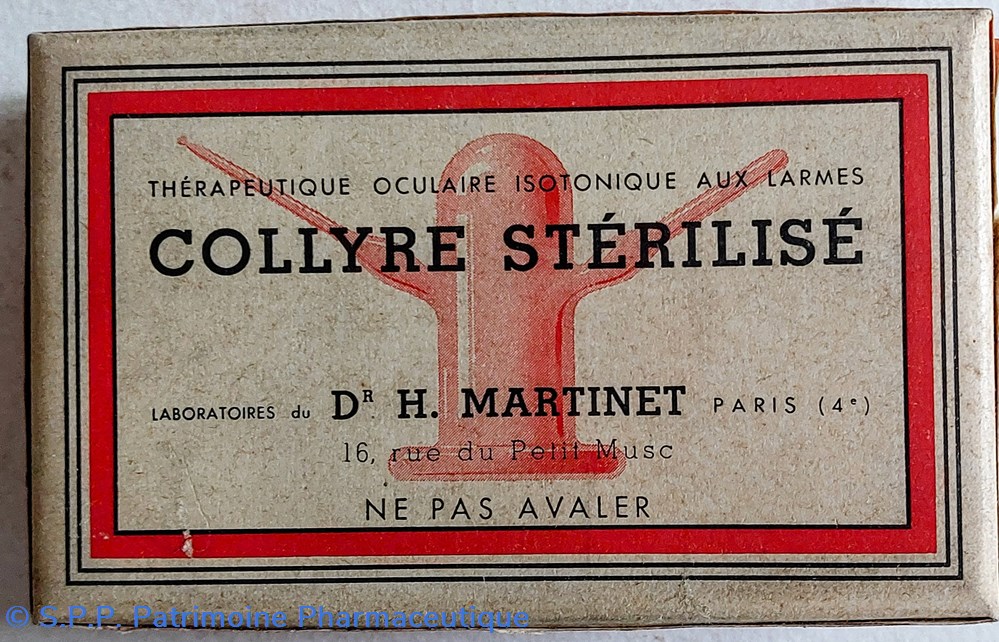 THÉRAPEUTIQUE OCULAIRE ISOTONIQUE AUX LARMES
COLLYRE STÉRILISÉ
LABORATOIRES du Dᴿ H. MARTINET PARIS (4ᵉ)
16, rue du Petit Musc
NE PAS AVALER
© S.P.P. Patrimoine Pharmaceutique